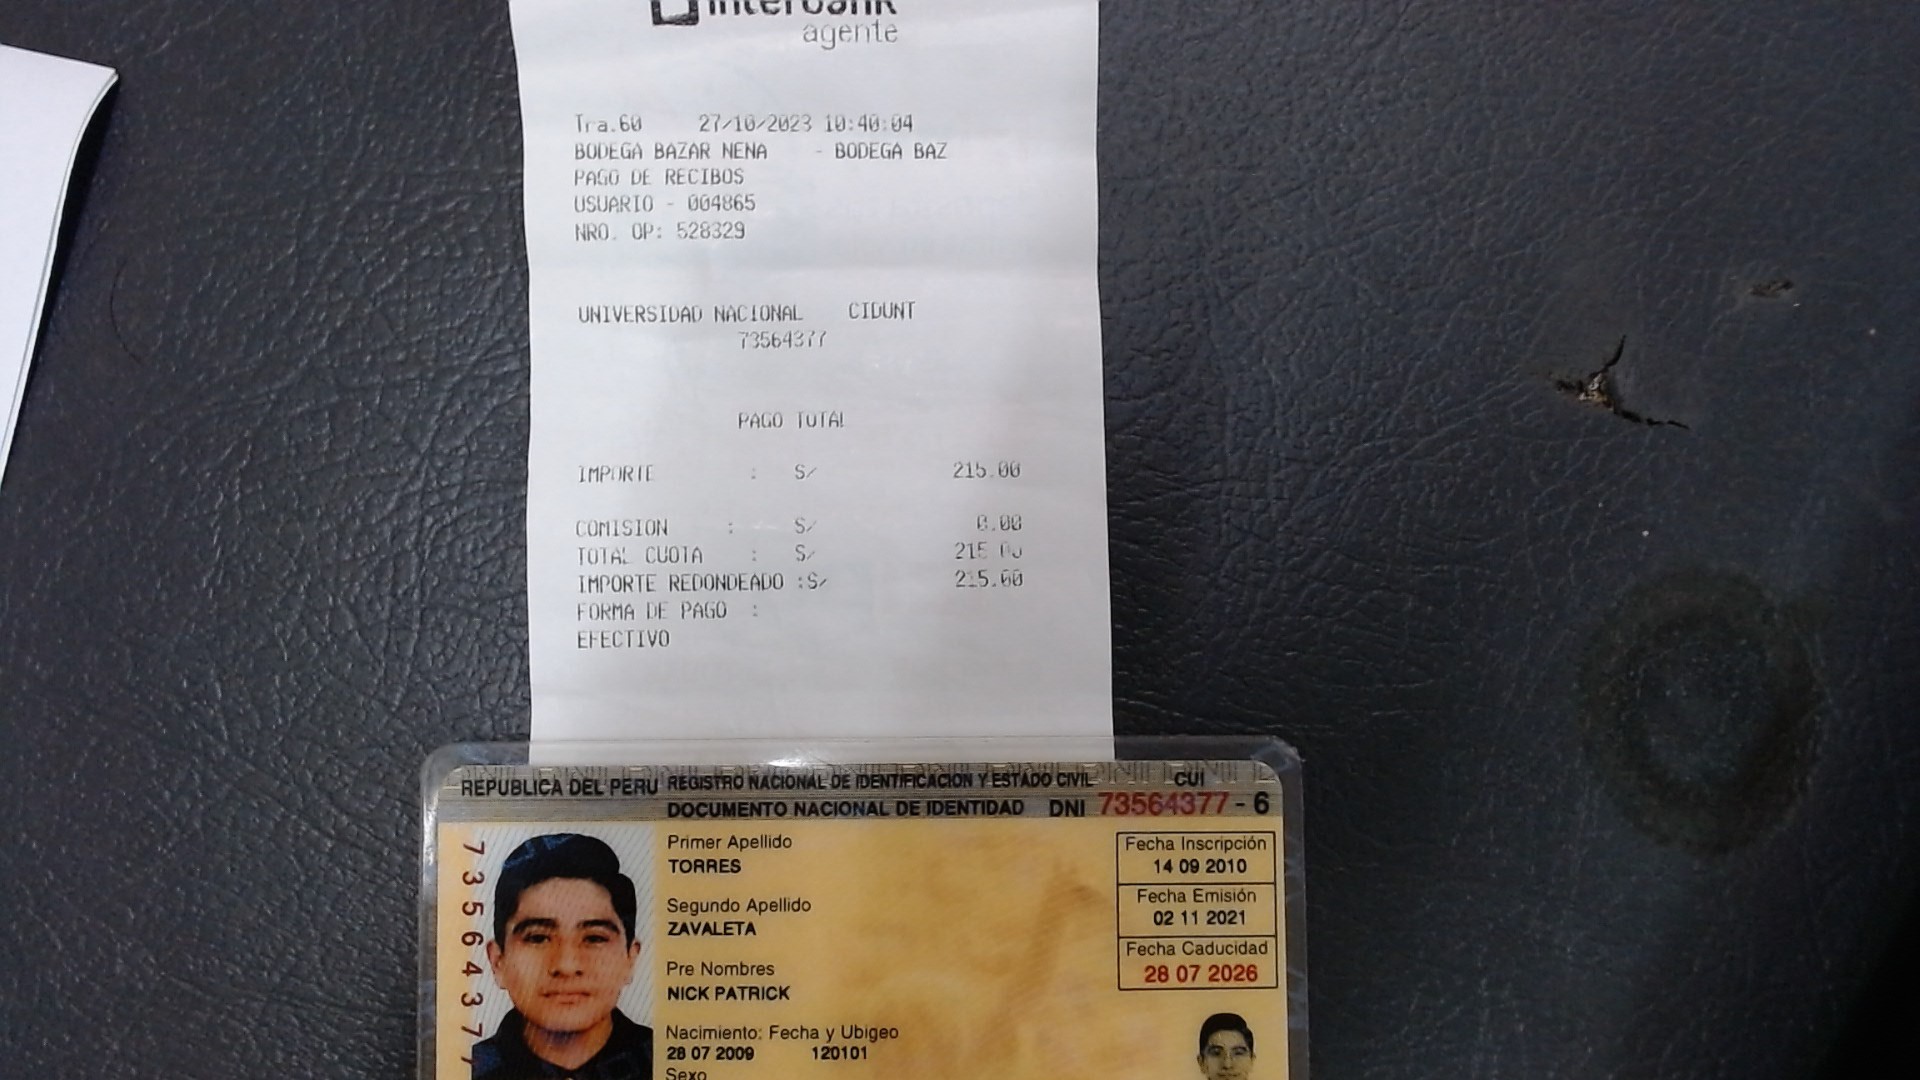 interbank
agente
Tra.60 27/10/2023 10:40:04
BODEGA BAZAR NENA - BODEGA BAZ
PAGO DE RECIBOS
USUARIO - 004865
NRO. OP: 528329
UNIVERSIDAD NACIONAL CIDUNT
73564377
PAGO TOTAL
IMPORTE : S/ 215.00
COMISION : S/ 0.00
TOTAL CUOTA : S/ 215.00
IMPORTE REDONDEADO :S/ 215.00
FORMA DE PAGO :
EFECTIVO
REPUBLICA DEL PERU REGISTRO NACIONAL DE IDENTIFICACION Y ESTADO CIVIL CUI
DOCUMENTO NACIONAL DE IDENTIDAD DNI 73564377 - 6
73564377
Primer Apellido
TORRES
Segundo Apellido
ZAVALETA
Pre Nombres
NICK PATRICK
Nacimiento: Fecha y Ubigeo
28 07 2009 120101
Sexo
Fecha Inscripción
14 09 2010
Fecha Emisión
02 11 2021
Fecha Caducidad
28 07 2026